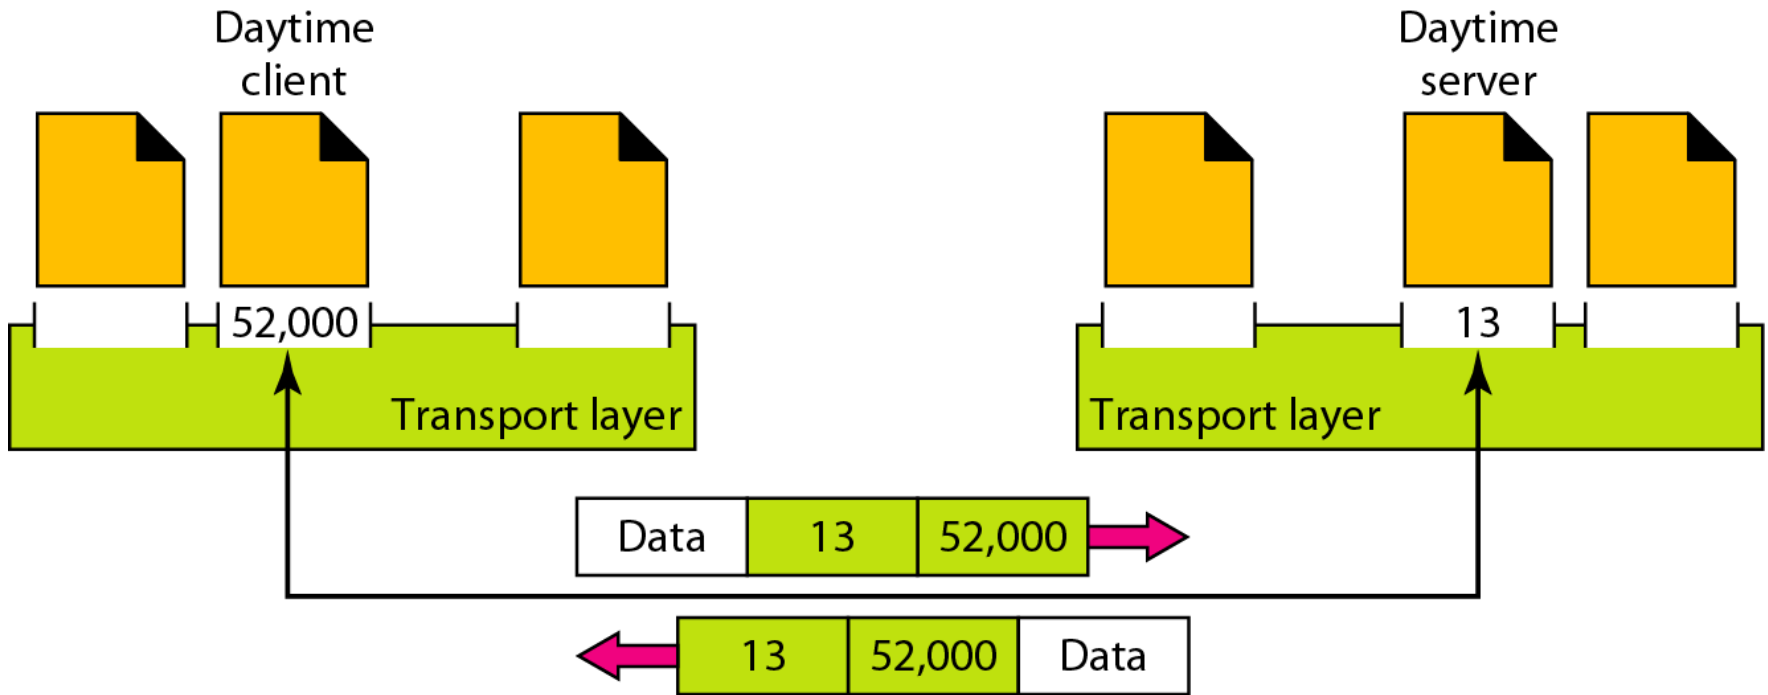 Daytime
client
Daytime
server
52,000
13
Transport layer
Transport layer
Data 13 52,000
13 52,000 Data